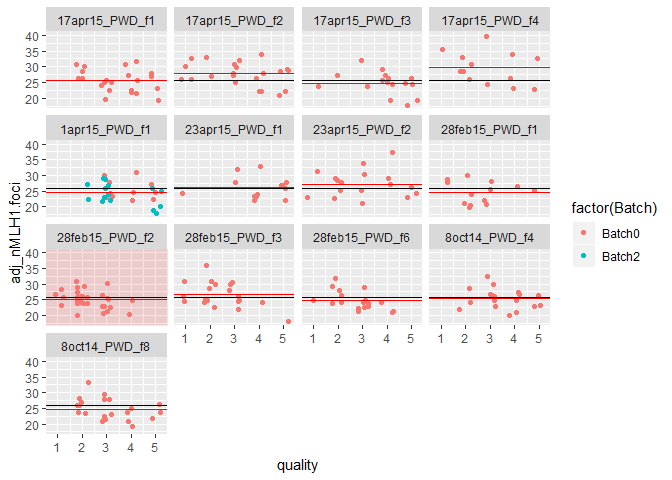 17apr15_PWD_f1 17apr15_PWD_f2 17apr15_PWD_f3 17apr15_PWD_f4
40
35
30
25
20
1apr15_PWD_f1 23apr15_PWD_f1 23apr15_PWD_f2 28feb15_PWD_f1
40
35
30
25
20
28feb15_PWD_f2 28feb15_PWD_f3 28feb15_PWD_f6 8oct14_PWD_f4
40
35
30
25
20
1 2 3 4 5 1 2 3 4 5 1 2 3 4 5
8oct14_PWD_f8
40
35
30
25
20
1 2 3 4 5
quality
adj_nMLH1.foci
factor(Batch)
Batch0
Batch2